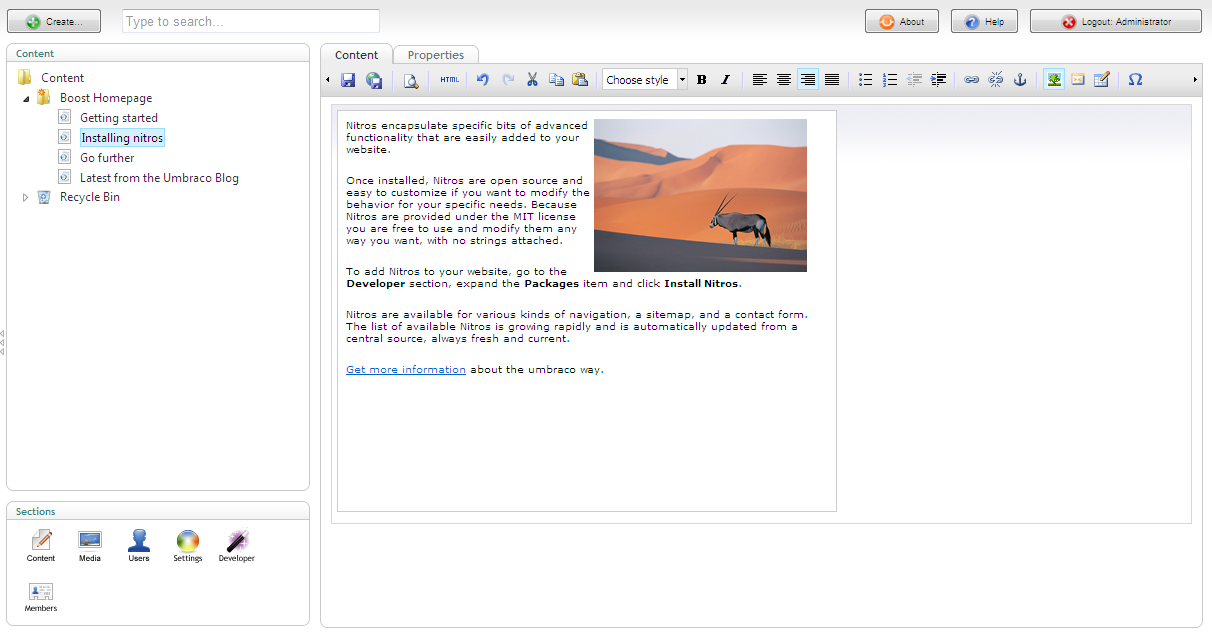 Create...
Type to search...
About
Help
Logout: Administrator
Content
Content
Boost Homepage
Getting started
Installing nitros
Go further
Latest from the Umbraco Blog
Recycle Bin
Sections
Content
Media
Users
Settings
Developer
Members
Content
Properties
HTML
Choose style
B
I
Nitros encapsulate specific bits of advanced
functionality that are easily added to your
website.
Once installed, Nitros are open source and
easy to customize if you want to modify the
behavior for your specific needs. Because
Nitros are provided under the MIT license
you are free to use and modify them any
way you want, with no strings attached.
To add Nitros to your website, go to the
Developer section, expand the Packages item and click Install Nitros.
Nitros are available for various kinds of navigation, a sitemap, and a contact form.
The list of available Nitros is growing rapidly and is automatically updated from a
central source, always fresh and current.
Get more information about the umbraco way.